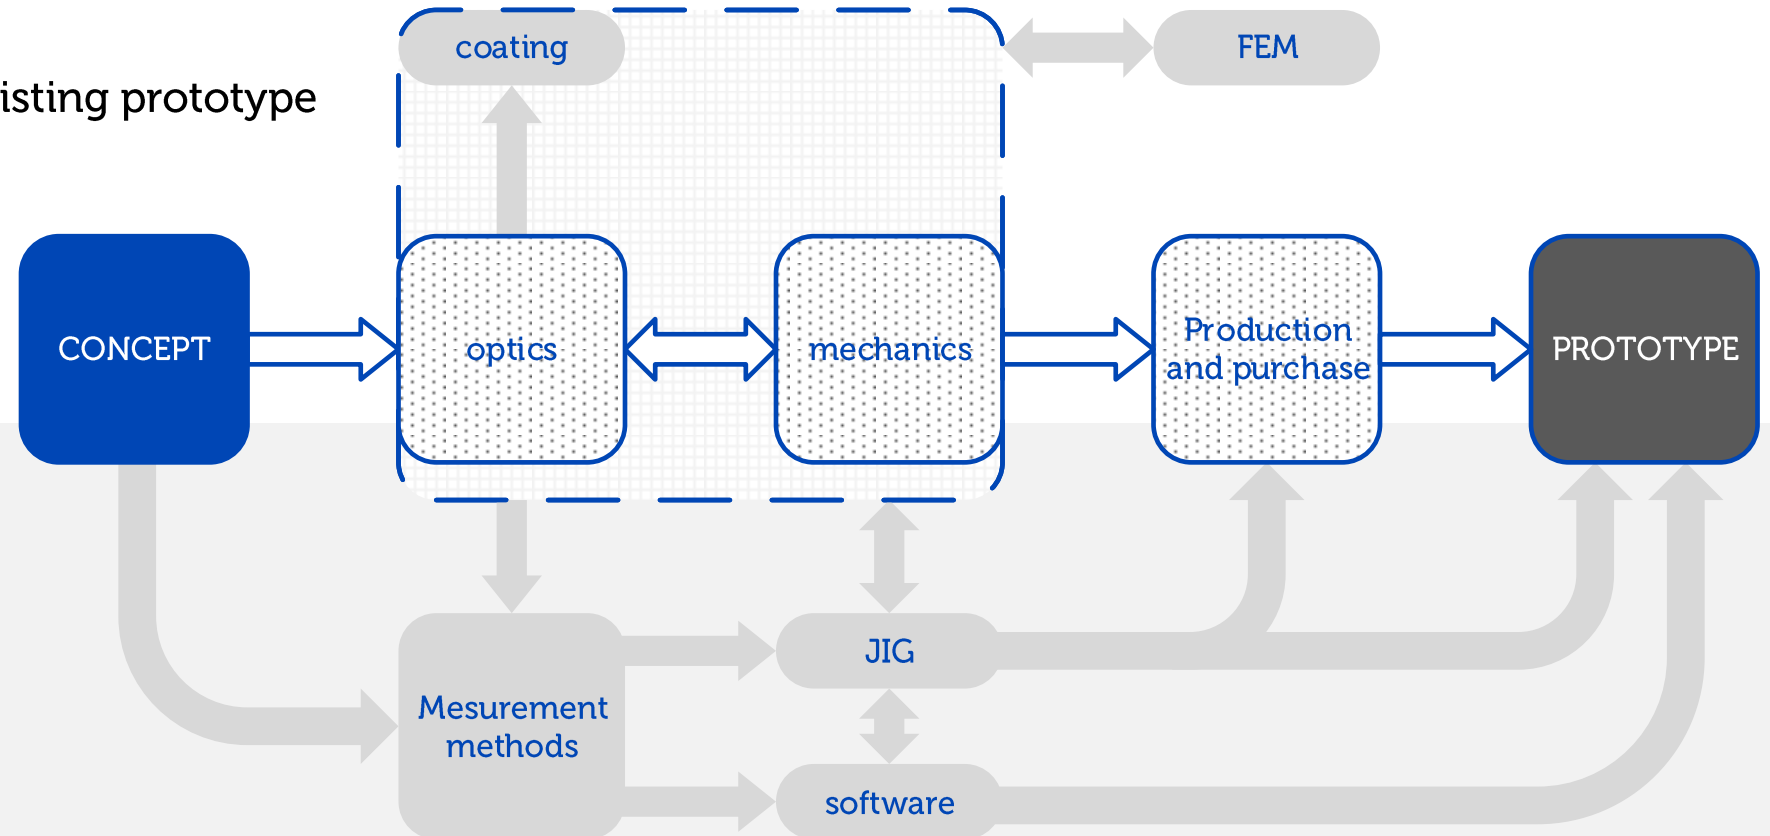 coating
FEM
isting prototype
CONCEPT
optics
mechanics
Production
and purchase
PROTOTYPE
JIG
Mesurement
methods
software